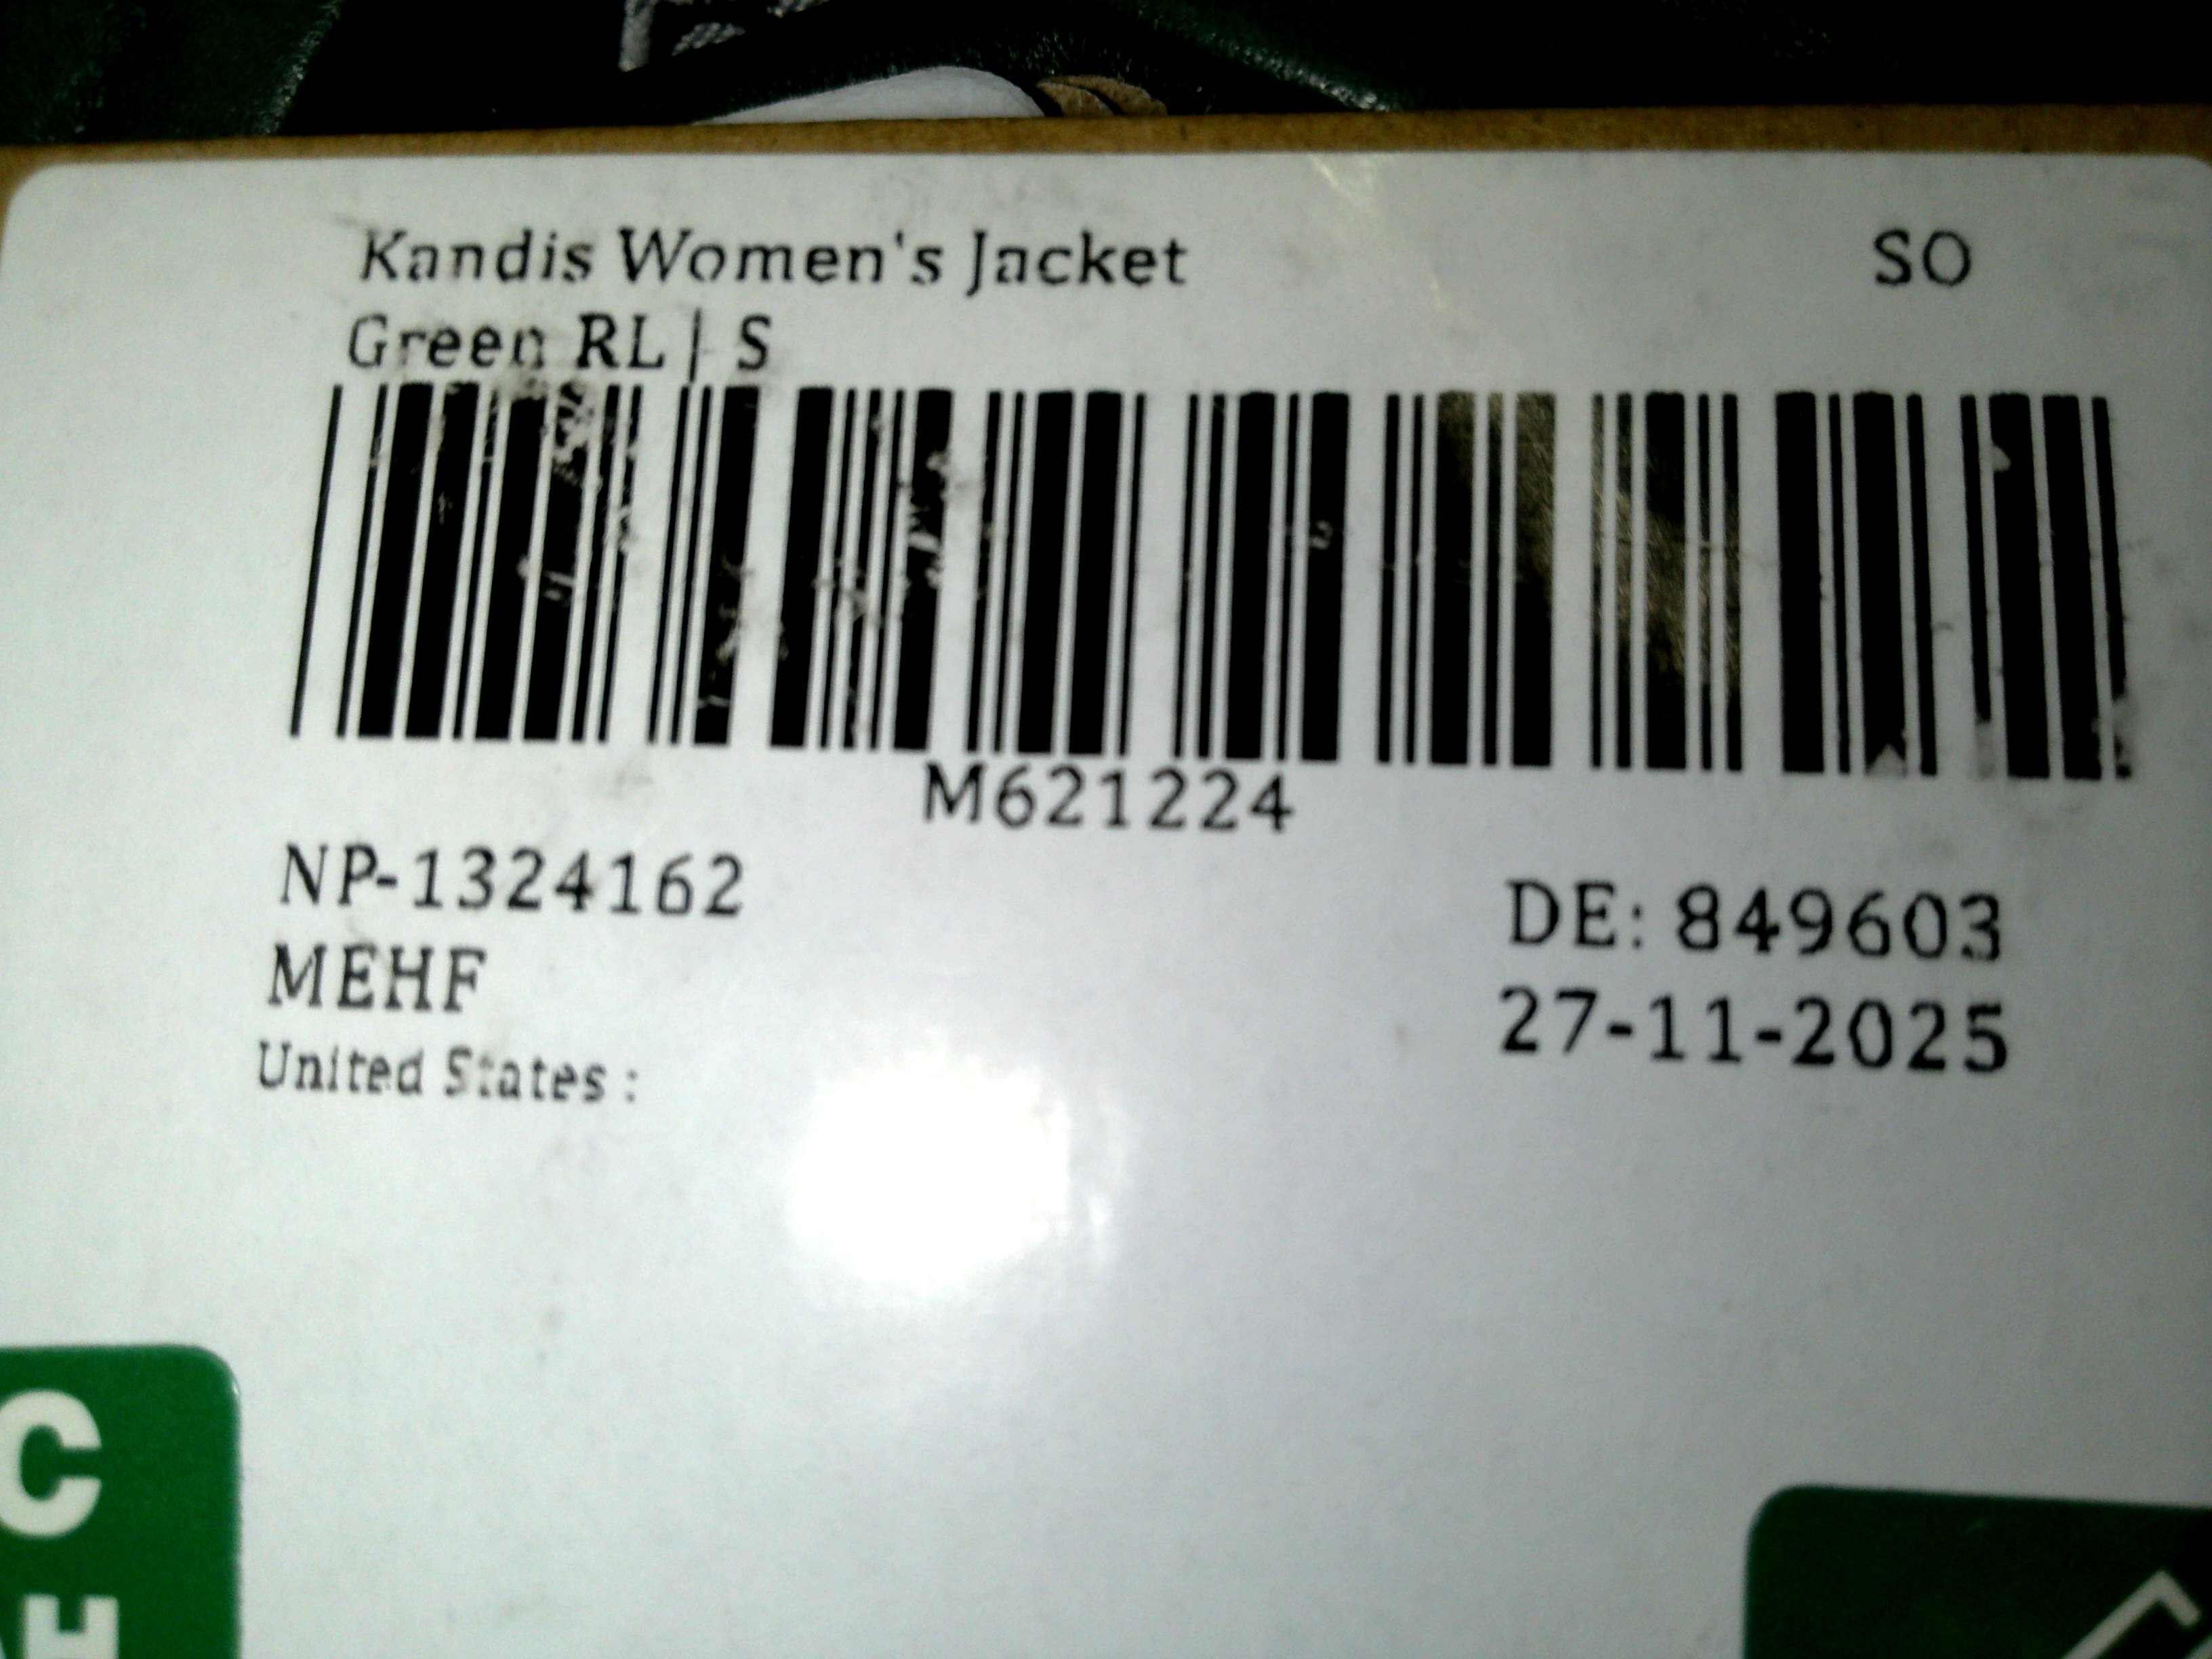 Kandis Women's Jacket SO
Green RL | S
M621224
NP-1324162
DE: 849603
MEHF
27-11-2025
United States :
C
H